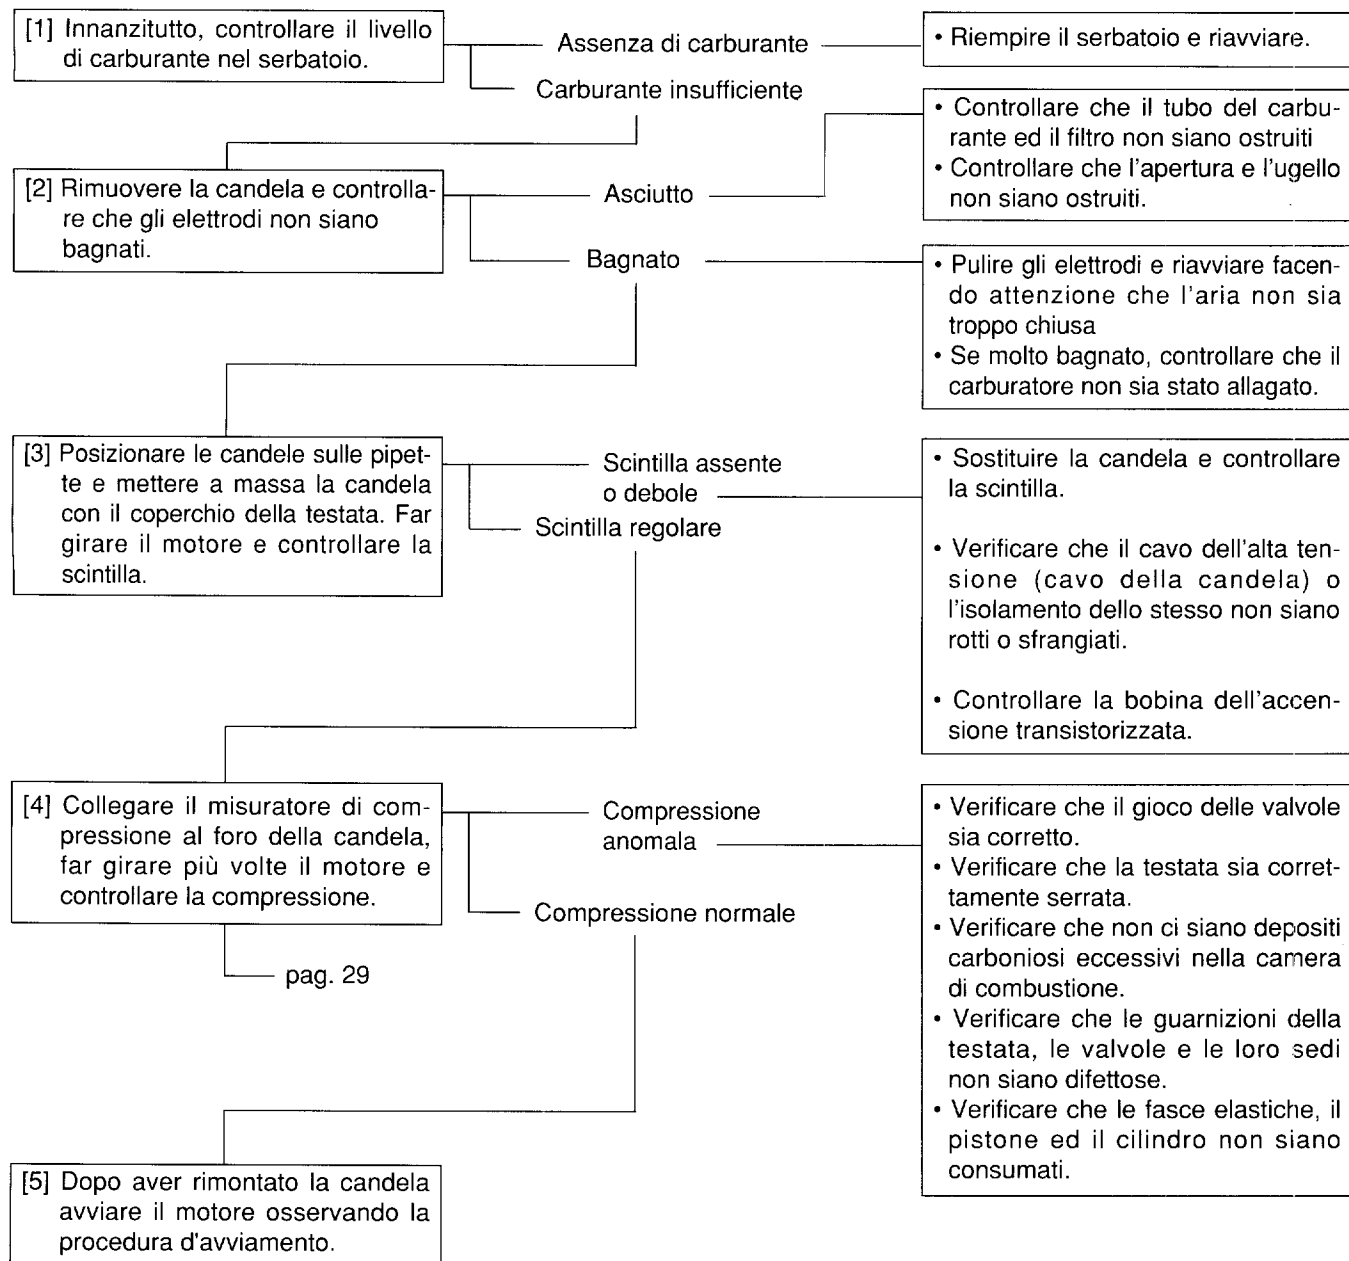 [1] Innanzitutto, controllare il livello
di carburante nel serbatoio.
Assenza di carburante
• Riempire il serbatoio e riavviare.
Carburante insufficiente
• Controllare che il tubo del carbu-
rante ed il filtro non siano ostruiti
• Controllare che l'apertura e l'ugello
non siano ostruiti.
[2] Rimuovere la candela e controlla-
re che gli elettrodi non siano
bagnati.
Asciutto
Bagnato
• Pulire gli elettrodi e riavviare facen-
do attenzione che l'aria non sia
troppo chiusa
• Se molto bagnato, controllare che il
carburatore non sia stato allagato.
[3] Posizionare le candele sulle pipet-
te e mettere a massa la candela
con il coperchio della testata. Far
girare il motore e controllare la
scintilla.
Scintilla assente
o debole
Scintilla regolare
• Sostituire la candela e controllare
la scintilla.
• Verificare che il cavo dell'alta ten-
sione (cavo della candela) o
l'isolamento dello stesso non siano
rotti o sfrangiati.
• Controllare la bobina dell'accen-
sione transistorizzata.
[4] Collegare il misuratore di com-
pressione al foro della candela,
far girare più volte il motore e
controllare la compressione.
pag. 29
Compressione
anomala
Compressione normale
• Verificare che il gioco delle valvole
sia corretto.
• Verificare che la testata sia corret-
tamente serrata.
• Verificare che non ci siano depositi
carboniosi eccessivi nella camera
di combustione.
• Verificare che le guarnizioni della
testata, le valvole e le loro sedi
non siano difettose.
• Verificare che le fasce elastiche, il
pistone ed il cilindro non siano
consumati.
[5] Dopo aver rimontato la candela
avviare il motore osservando la
procedura d'avviamento.